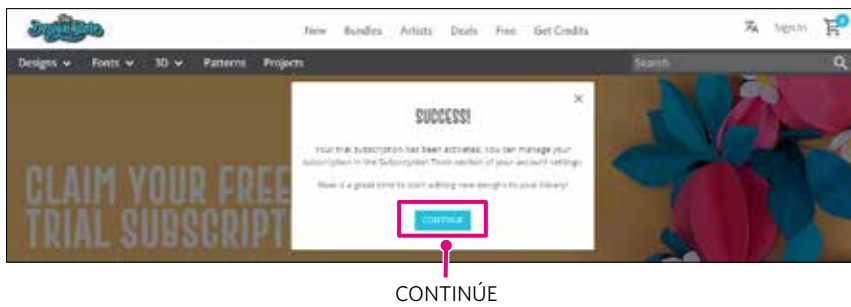 Design Store
New Bundles Artists Deals Free Get Credits
Sign In
Designs Fonts 3D Patterns Projects
Search
SUCCESS!
Your trial subscription has been activated. You can manage your
subscription in the Subscription Tools section of your account settings.
Now is a great time to start adding new designs to your library!
CLAIM YOUR FREE
TRIAL SUBSCRIPT
CONTINUE
CONTINÚE